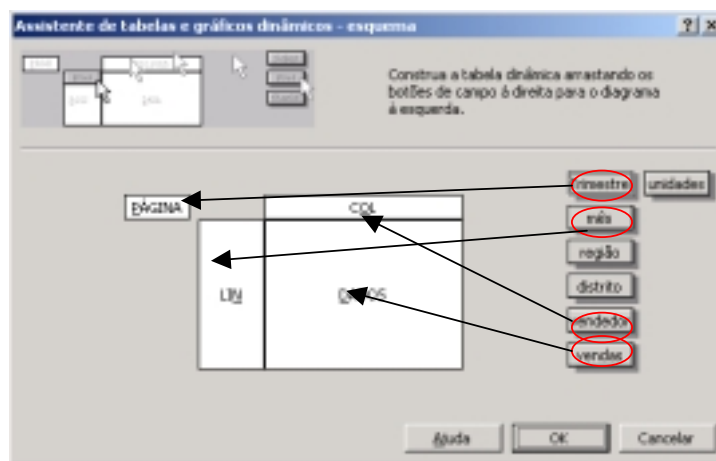 Assistente de tabelas e gráficos dinâmicos - esquema
Construa a tabela dinâmica arrastando os
botões de campo à direita para o diagrama
à esquerda.
trimestre unidades
PÁGINA COL
mês
região
LIN DADOS distrito
vendedor
vendas
Ajuda OK Cancelar